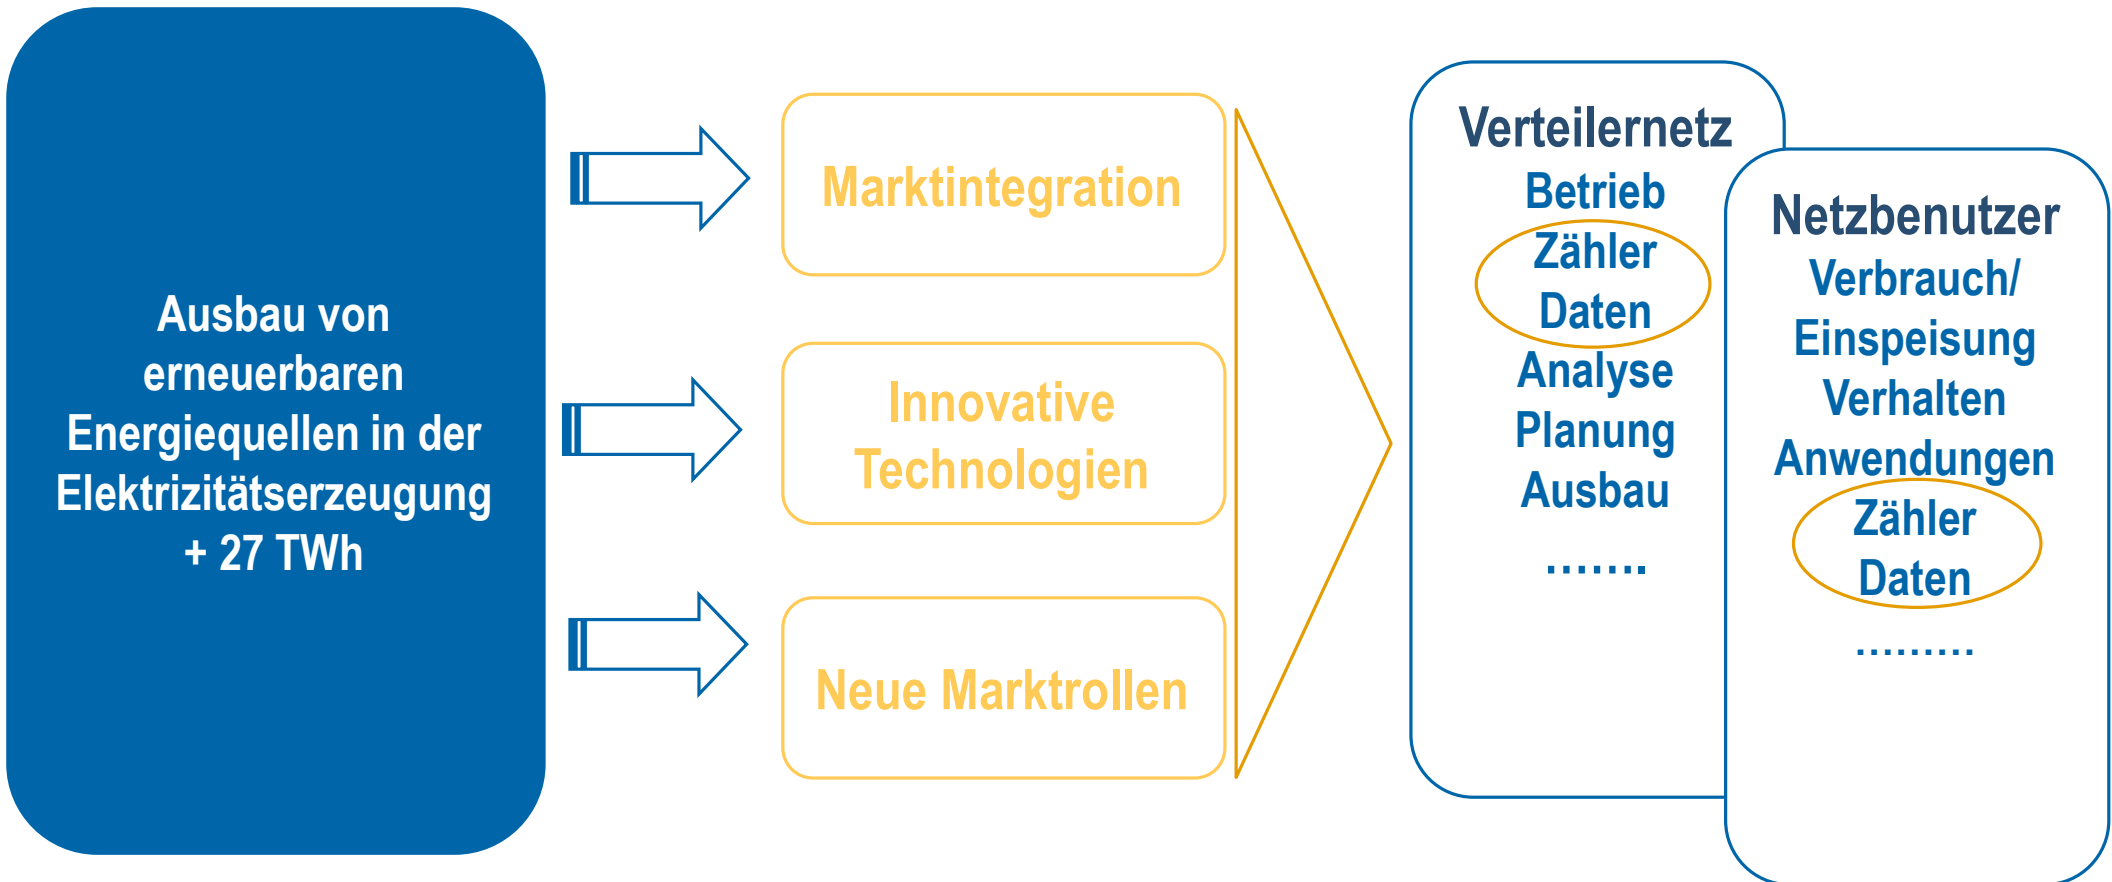 Ausbau von
erneuerbaren
Energiequellen in der
Elektrizitätserzeugung
+ 27 TWh
Marktintegration
Innovative
Technologien
Neue Marktrollen
Verteilernetz
Betrieb
Zähler
Daten
Analyse
Planung
Ausbau
…….
Netzbenutzer
Verbrauch/
Einspeisung
Verhalten
Anwendungen
Zähler
Daten
………